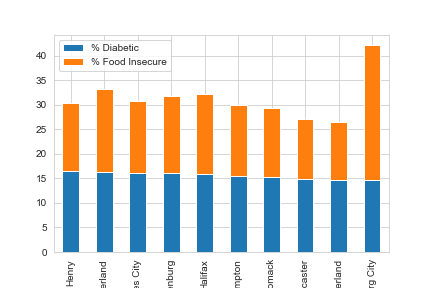 % Diabetic
% Food Insecure
40
35
30
25
20
15
10
5
0
Henry
erland
es City
enburg
Halifax
mpton
omack
caster
erland
rg City